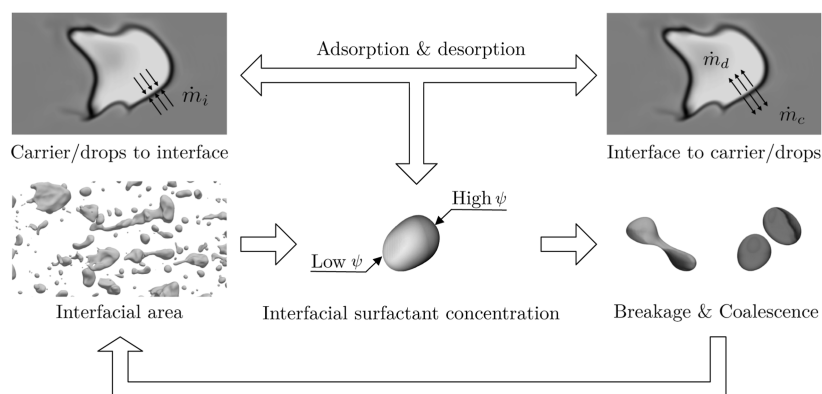 Adsorption & desorption
ṁᵢ
ṁ_d
ṁ_c
Carrier/drops to interface
Interface to carrier/drops
High ψ
Low ψ
Interfacial area
Interfacial surfactant concentration
Breakage & Coalescence